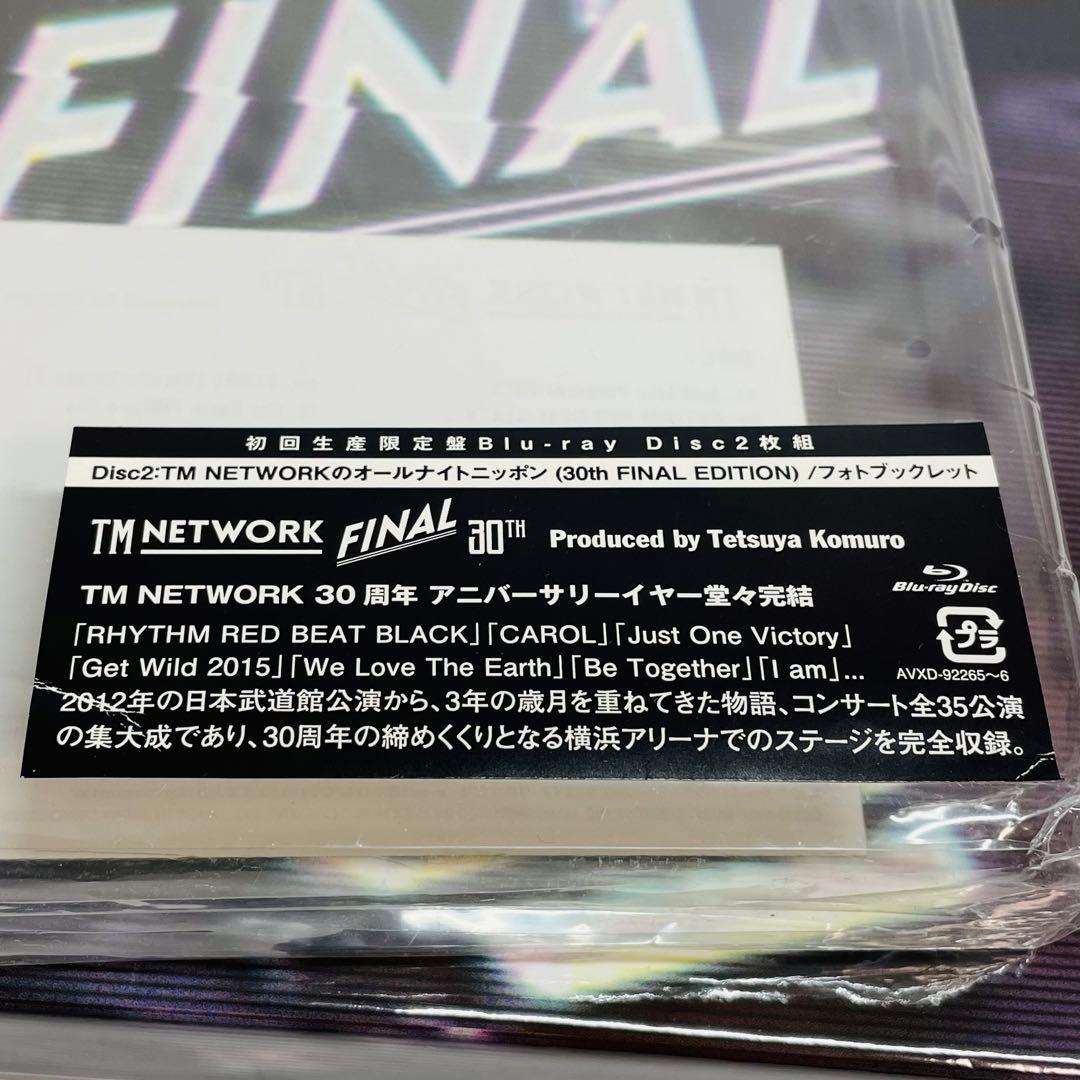 FINAL
初回生産限定盤Blu-ray Disc2枚組
Disc2:TM NETWORKのオールナイトニッポン (30th FINAL EDITION) /フォトブックレット
TM NETWORK FINAL 30TH Produced by Tetsuya Komuro
TM NETWORK 30周年 アニバーサリーイヤー堂々完結
Blu-ray Disc
「RHYTHM RED BEAT BLACK」「CAROL」「Just One Victory」
プラ
「Get Wild 2015」「We Love The Earth」「Be Together」「I am」...
AVXD-92265~6
2012年の日本武道館公演から、3年の歳月を重ねてきた物語、コンサート全35公演
の集大成であり、30周年の締めくくりとなる横浜アリーナでのステージを完全収録。